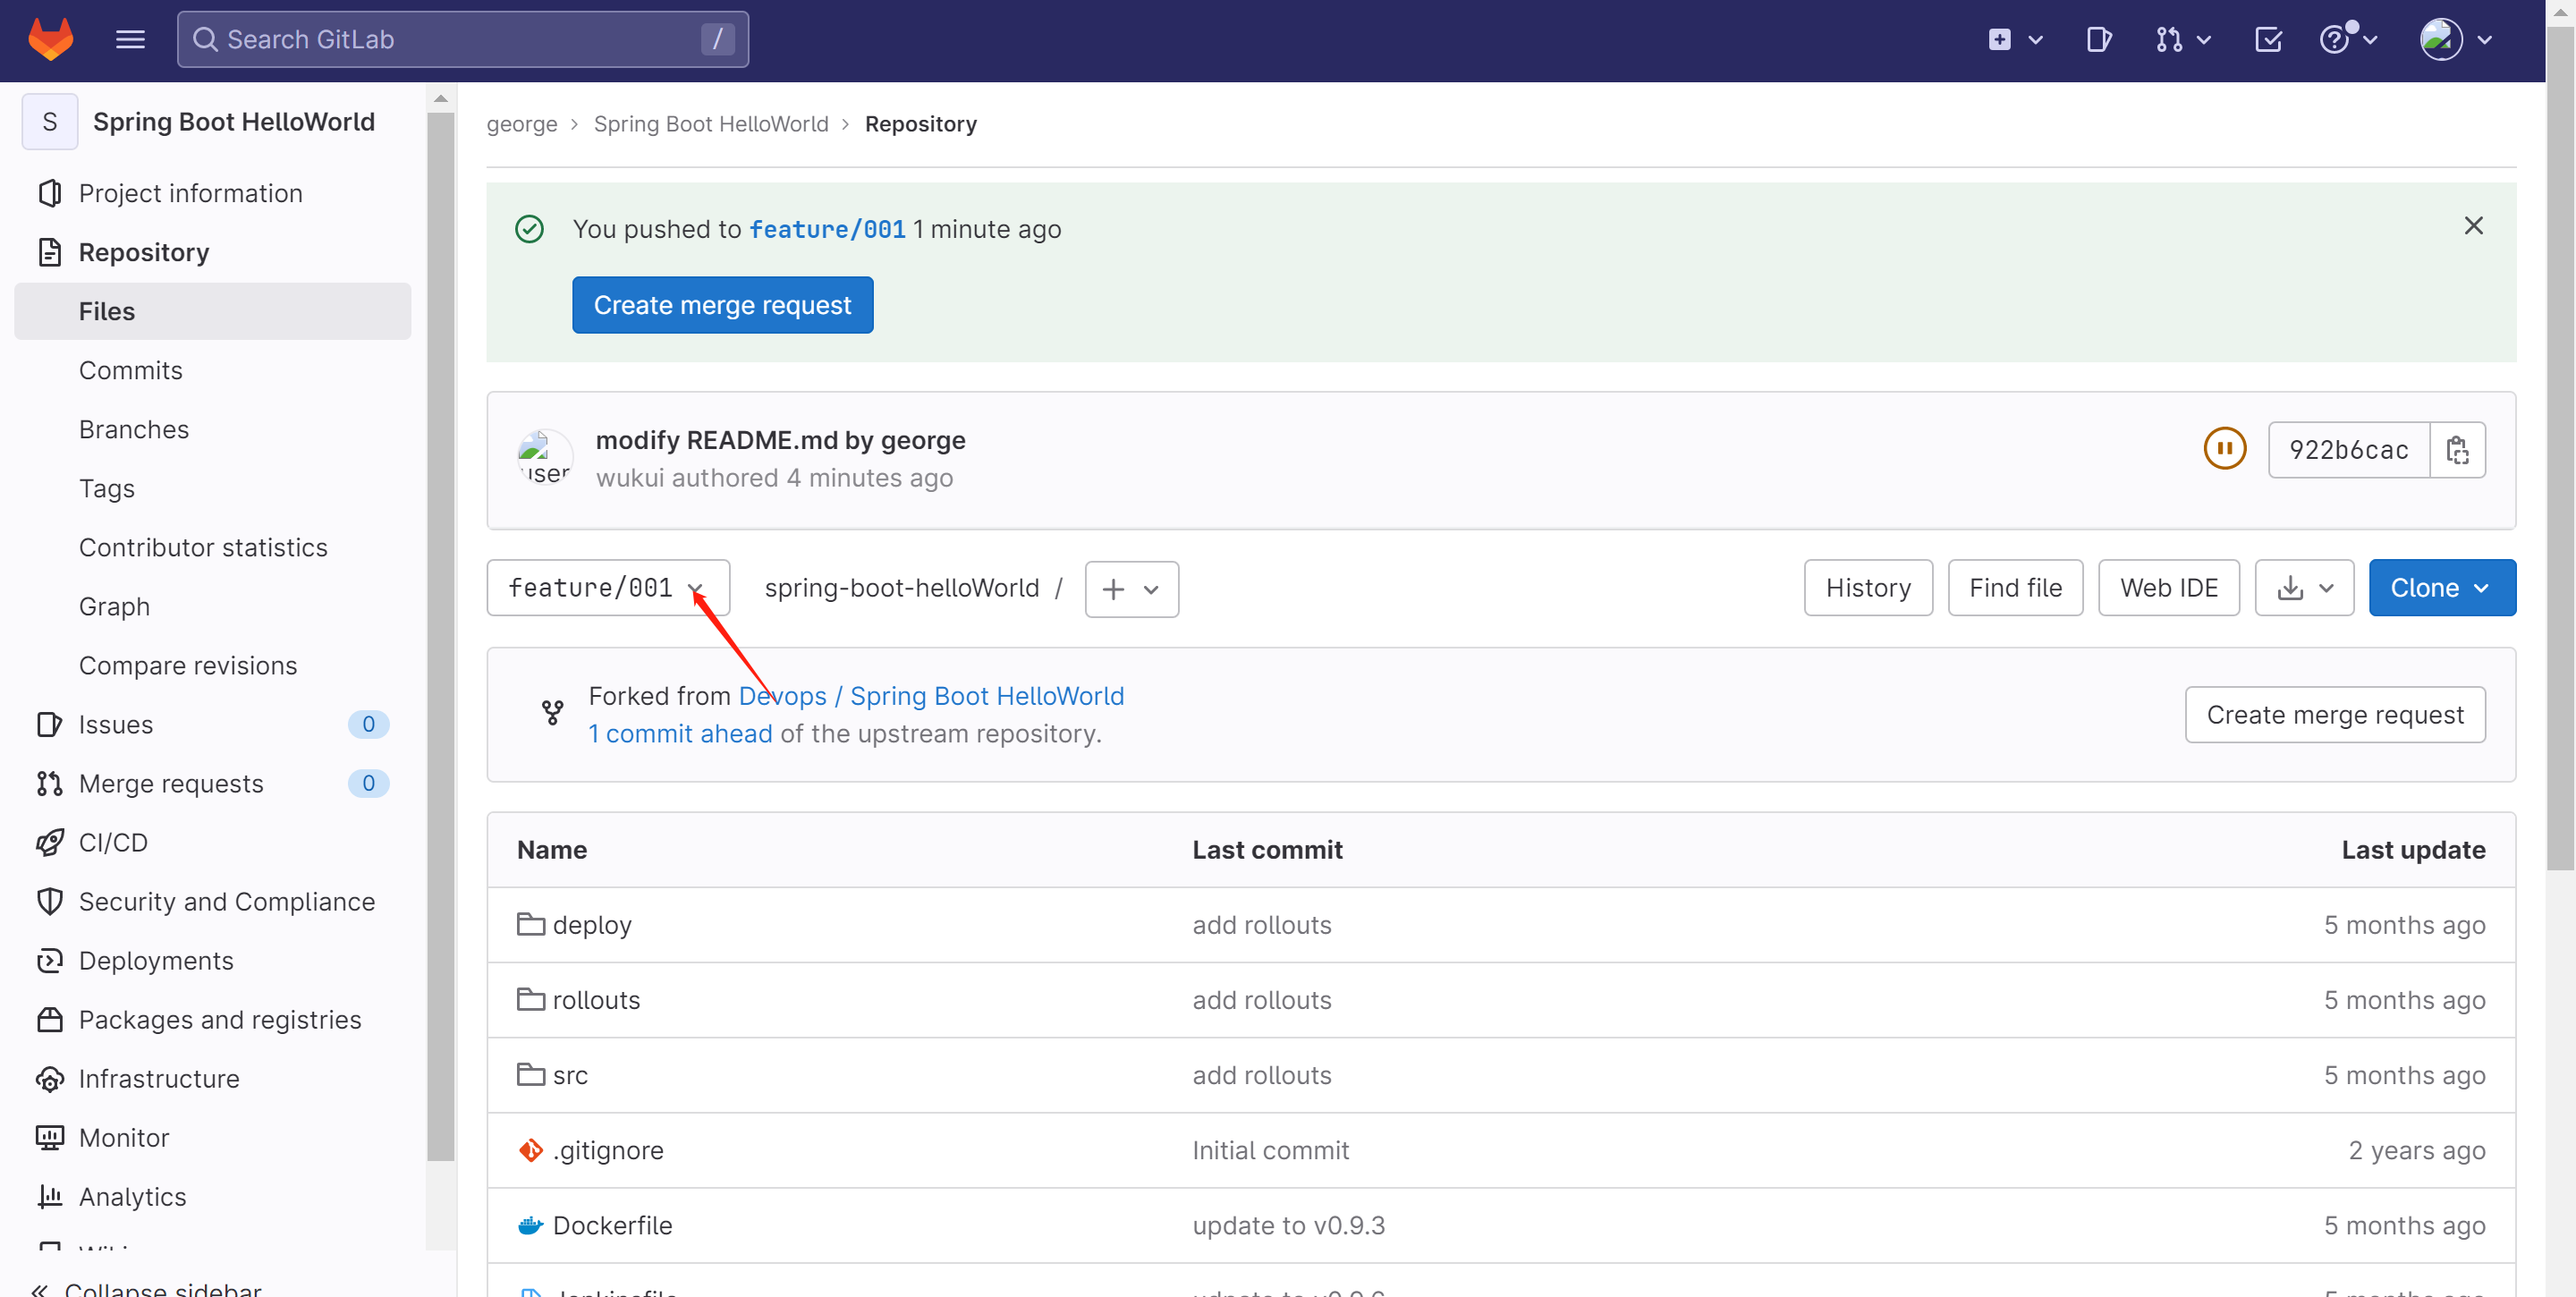 Search GitLab /
S Spring Boot HelloWorld
Project information
Repository
Files
Commits
Branches
Tags
Contributor statistics
Graph
Compare revisions
Issues 0
Merge requests 0
CI/CD
Security and Compliance
Deployments
Packages and registries
Infrastructure
Monitor
Analytics
Collapse sidebar
george > Spring Boot HelloWorld > Repository
You pushed to feature/001 1 minute ago
Create merge request
modify README.md by george
wukui authored 4 minutes ago
user
922b6cac
feature/001 spring-boot-helloWorld / +
History Find file Web IDE Clone
Forked from Devops / Spring Boot HelloWorld
1 commit ahead of the upstream repository.
Create merge request
Name Last commit Last update
deploy add rollouts 5 months ago
rollouts add rollouts 5 months ago
src add rollouts 5 months ago
.gitignore Initial commit 2 years ago
Dockerfile update to v0.9.3 5 months ago